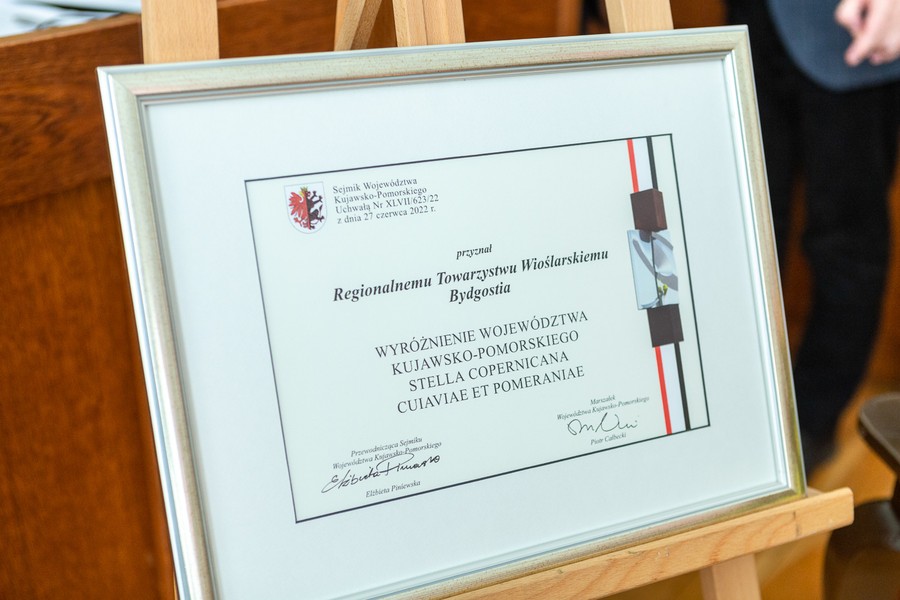 Sejmik Województwa
Kujawsko-Pomorskiego
Uchwałą Nr XLVII/623/22
z dnia 27 czerwca 2022 r.
przyznał
Regionalnemu Towarzystwu Wioślarskiemu
Bydgostia
WYRÓŻNIENIE WOJEWÓDZTWA
KUJAWSKO-POMORSKIEGO
STELLA COPERNICANA
CUIAVIAE ET POMERANIAE
Przewodnicząca Sejmiku
Województwa Kujawsko-Pomorskiego
Elżbieta Piniewska
Elżbieta Piniewska
Marszałek
Województwa Kujawsko-Pomorskiego
Piotr Całbecki